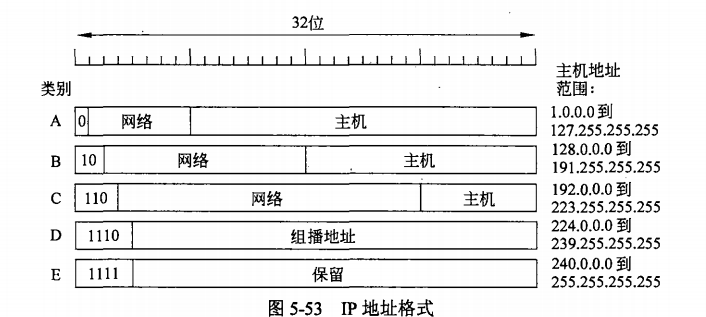 32位
类别
主机地址
范围：
A
0
网络
主机
1.0.0.0到
127.255.255.255
B
10
网络
主机
128.0.0.0到
191.255.255.255
C
110
网络
主机
192.0.0.0到
223.255.255.255
D
1110
组播地址
224.0.0.0到
239.255.255.255
E
1111
保留
240.0.0.0到
255.255.255.255
图 5-53 IP 地址格式